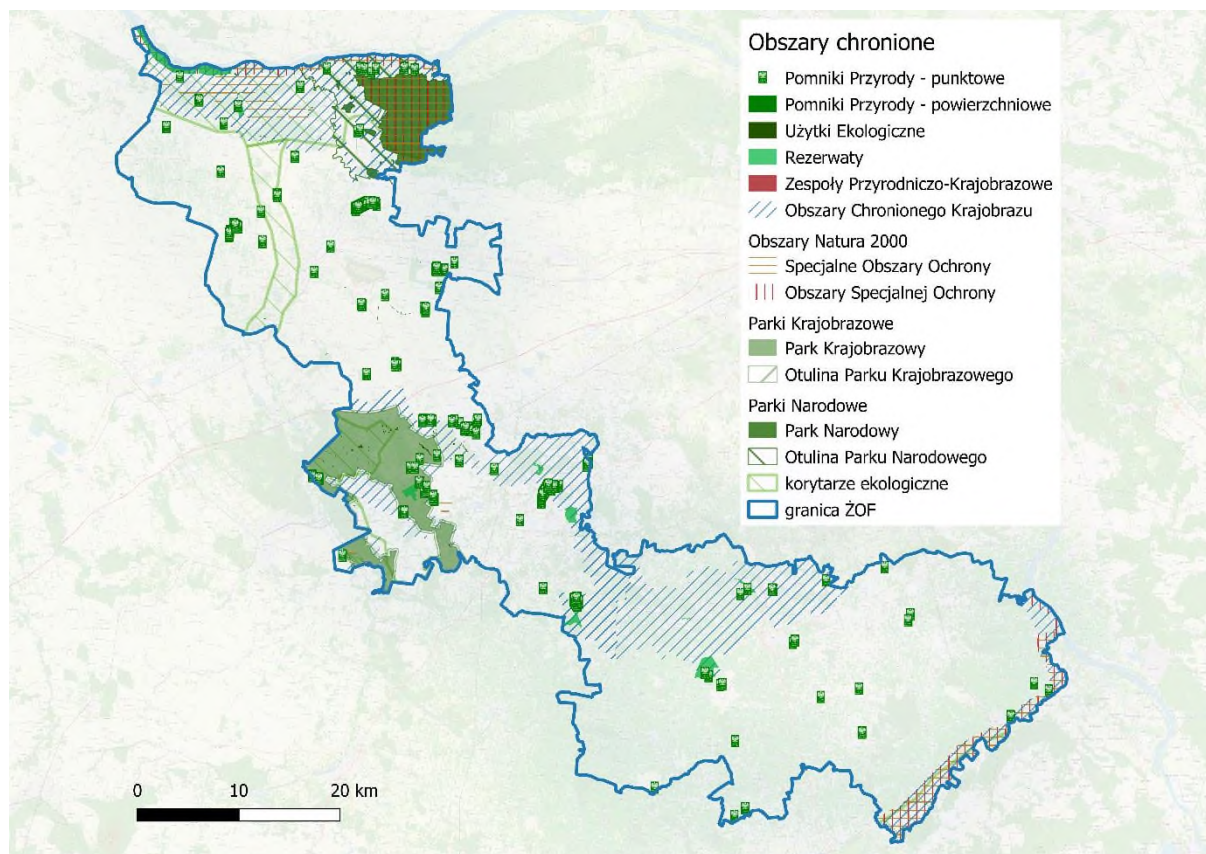 Obszary chronione
Pomniki Przyrody - punktowe
Pomniki Przyrody - powierzchniowe
Użytki Ekologiczne
Rezerwaty
Zespoły Przyrodniczo-Krajobrazowe
Obszary Chronionego Krajobrazu
Obszary Natura 2000
Specjalne Obszary Ochrony
Obszary Specjalnej Ochrony
Parki Krajobrazowe
Park Krajobrazowy
Otulina Parku Krajobrazowego
Parki Narodowe
Park Narodowy
Otulina Parku Narodowego
korytarze ekologiczne
granica ŻOF
0 10 20 km